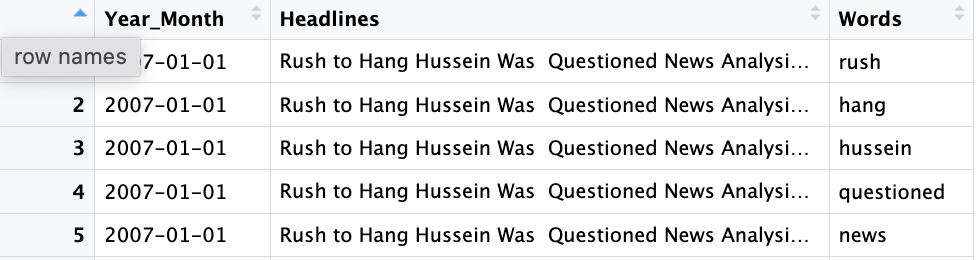 Year_Month Headlines Words
row names 7-01-01 Rush to Hang Hussein Was  Questioned News Analysi... rush
2 2007-01-01 Rush to Hang Hussein Was  Questioned News Analysi... hang
3 2007-01-01 Rush to Hang Hussein Was  Questioned News Analysi... hussein
4 2007-01-01 Rush to Hang Hussein Was  Questioned News Analysi... questioned
5 2007-01-01 Rush to Hang Hussein Was  Questioned News Analysi... news